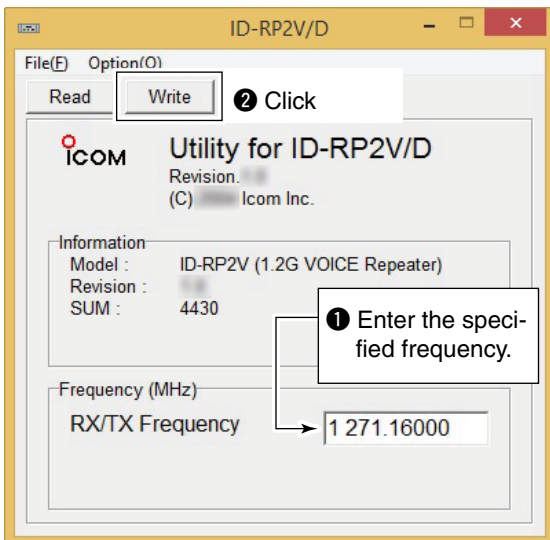 ID-RP2V/D
File(F) Option(O)
Read Write ❷ Click
ICOM Utility for ID-RP2V/D
Revision.
(C) Icom Inc.
Information
Model : ID-RP2V (1.2G VOICE Repeater)
Revision :
SUM : 4430
❶ Enter the speci-
fied frequency.
Frequency (MHz)
RX/TX Frequency 1 271.16000